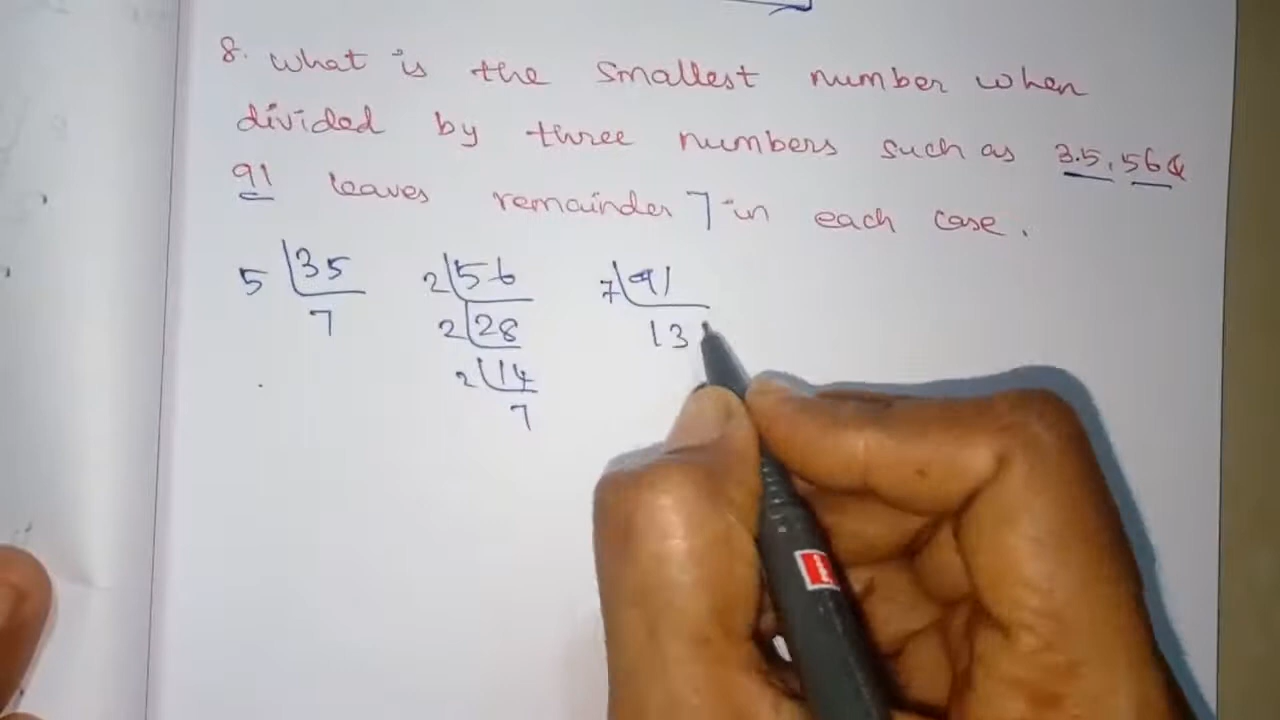 8. What is the smallest number when
divided by three numbers such as 35, 56 &
91 leaves remainder 7 in each case.
5 35 2 56 7 91
7 2 28 13
2 14
7